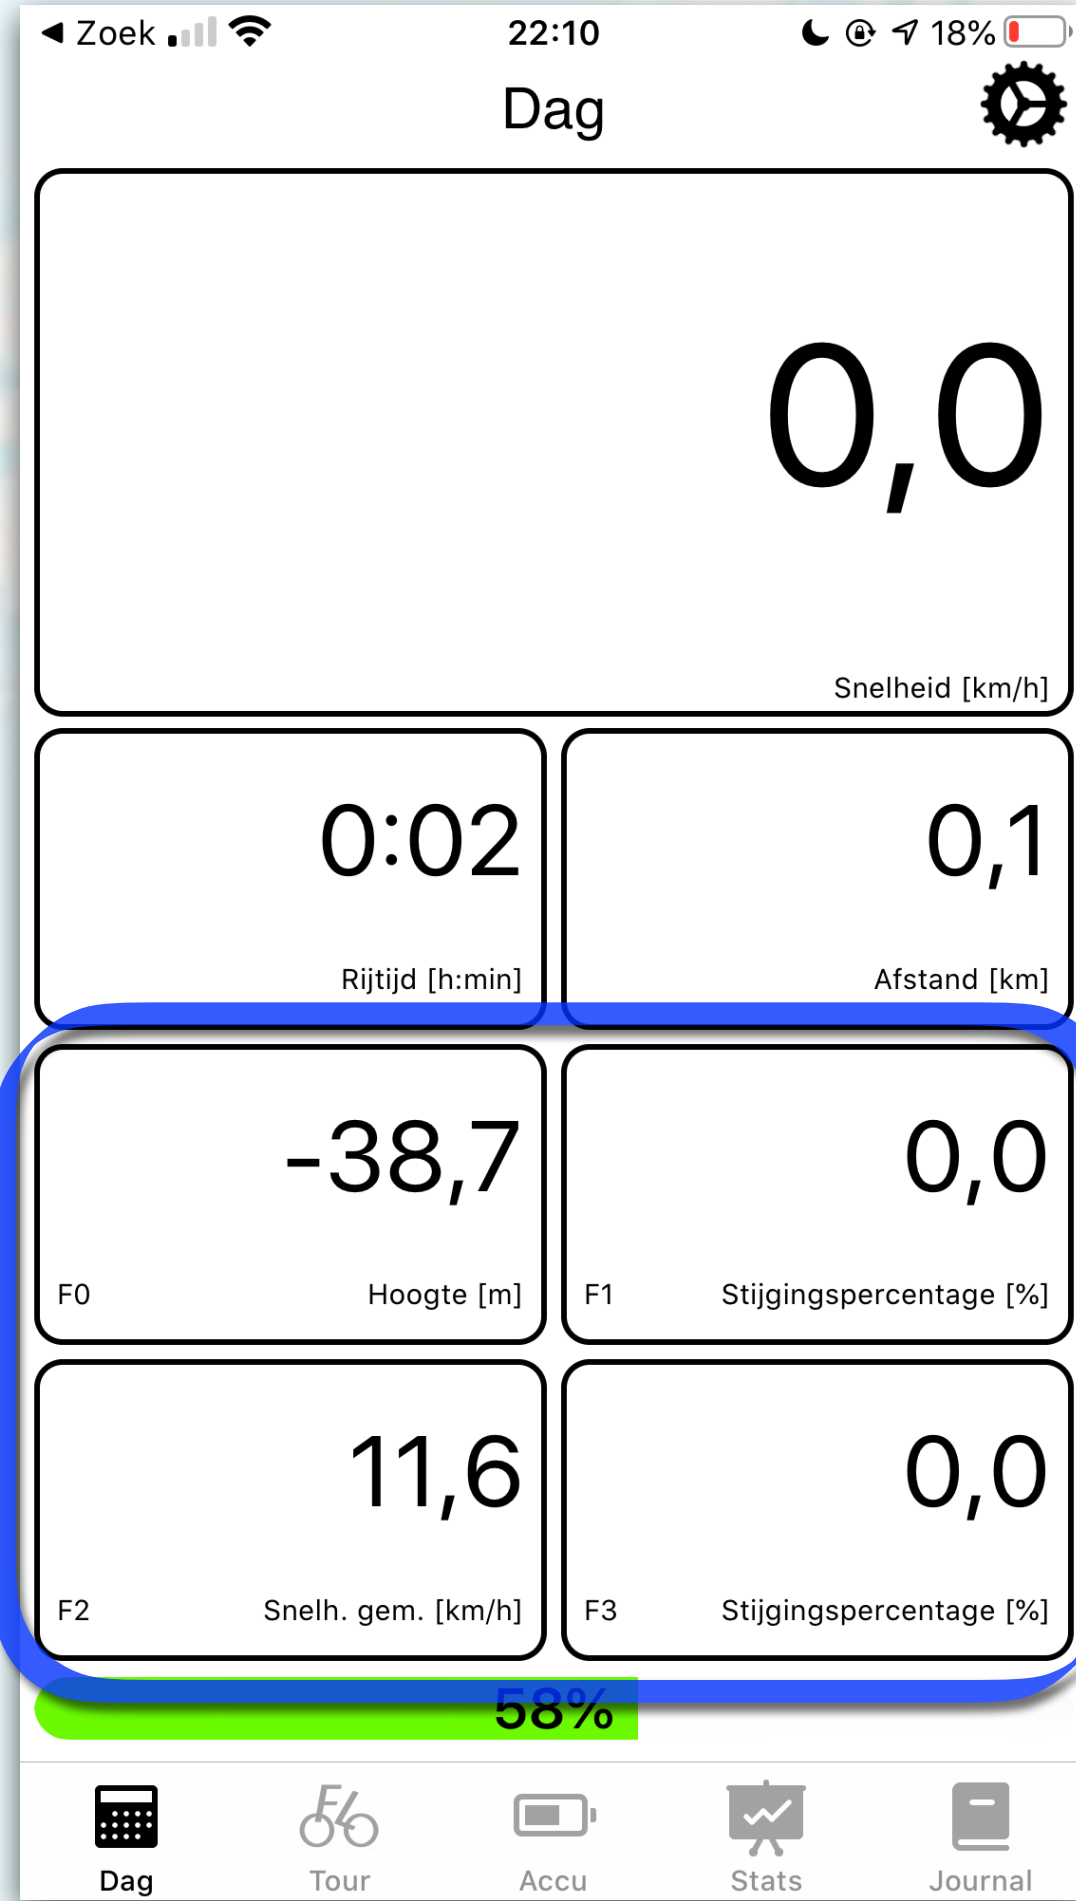 Zoek 22:10 18%
Dag
0,0
Snelheid [km/h]
0:02 0,1
Rijtijd [h:min] Afstand [km]
-38,7 0,0
F0 Hoogte [m] F1 Stijgingspercentage [%]
11,6 0,0
F2 Snelh. gem. [km/h] F3 Stijgingspercentage [%]
58%
Dag Tour Accu Stats Journal